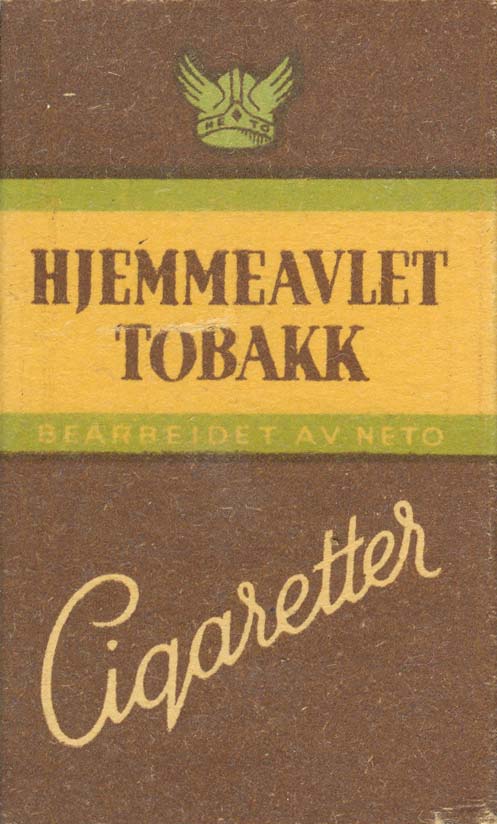 NETO
HJEMMEAVLET
TOBAKK
BEARBEIDET AV NETO
Cigaretter